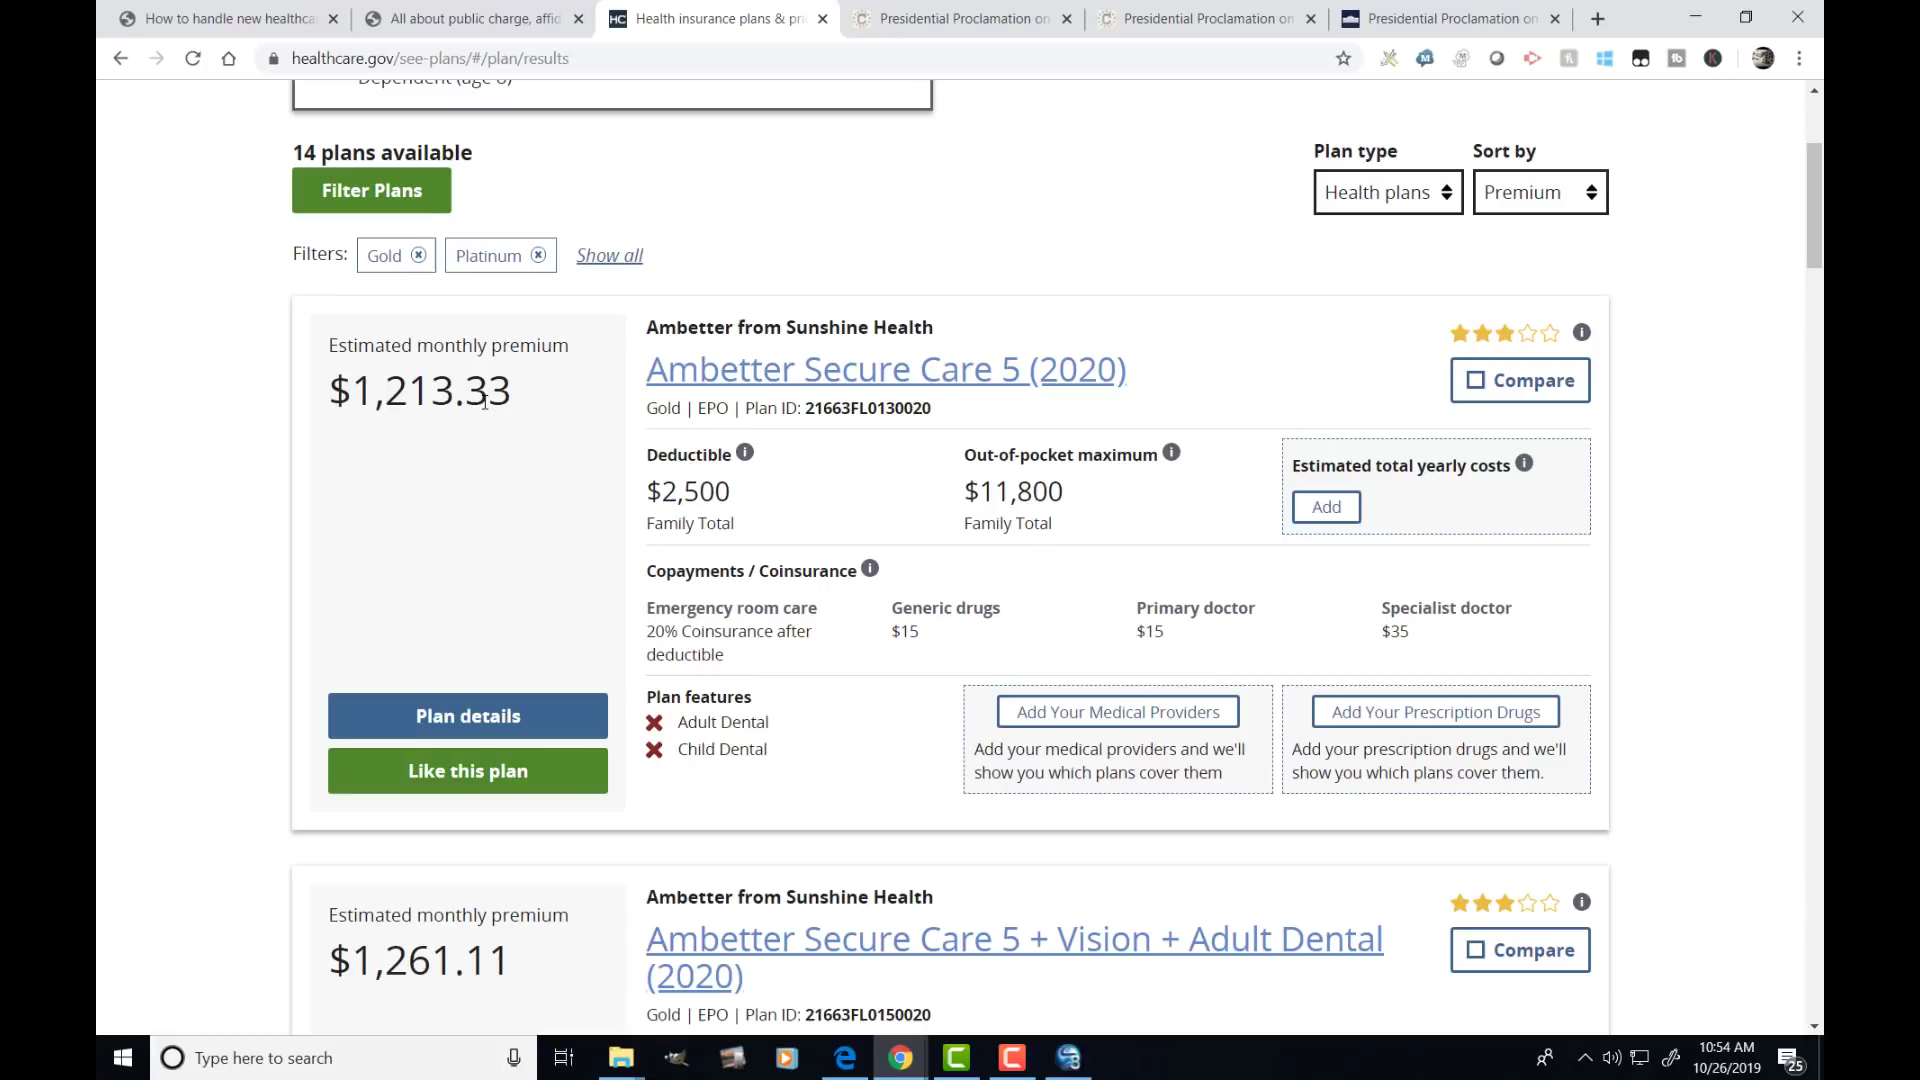 How to handle new healthca
All about public charge, affid
HC Health insurance plans & pri
Presidential Proclamation on
Presidential Proclamation on
Presidential Proclamation on
healthcare.gov/see-plans/#/plan/results
Dependent (age 8)
14 plans available
Filter Plans
Plan type
Sort by
Health plans
Premium
Filters: Gold Platinum Show all
Estimated monthly premium
$1,213.33
Plan details
Like this plan
Ambetter from Sunshine Health
Ambetter Secure Care 5 (2020)
Gold | EPO | Plan ID: 21663FL0130020
Compare
Deductible
$2,500
Family Total
Out-of-pocket maximum
$11,800
Family Total
Estimated total yearly costs
Add
Copayments / Coinsurance
Emergency room care
20% Coinsurance after
deductible
Generic drugs
$15
Primary doctor
$15
Specialist doctor
$35
Plan features
Adult Dental
Child Dental
Add Your Medical Providers
Add your medical providers and we'll
show you which plans cover them
Add Your Prescription Drugs
Add your prescription drugs and we'll
show you which plans cover them.
Estimated monthly premium
$1,261.11
Ambetter from Sunshine Health
Ambetter Secure Care 5 + Vision + Adult Dental
(2020)
Gold | EPO | Plan ID: 21663FL0150020
Compare
Type here to search
10:54 AM
10/26/2019
25